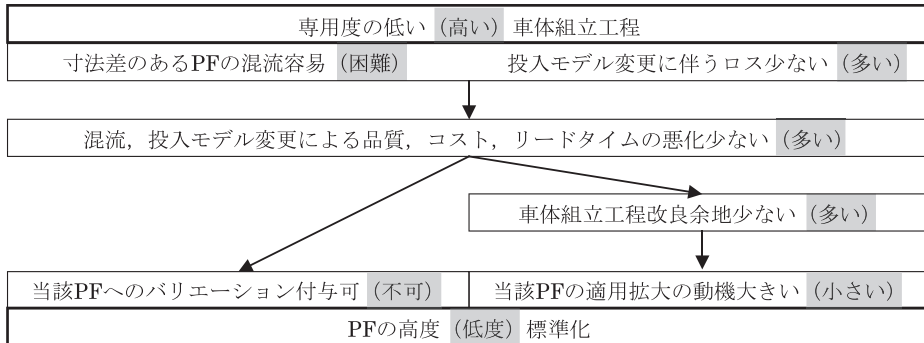 専用度の低い（高い）車体組立工程
寸法差のあるPFの混流容易（困難）　投入モデル変更に伴うロス少ない（多い）
混流，投入モデル変更による品質，コスト，リードタイムの悪化少ない（多い）
車体組立工程改良余地少ない（多い）
当該PFへのバリエーション付与可（不可）　当該PFの適用拡大の動機大きい（小さい）
PFの高度（低度）標準化